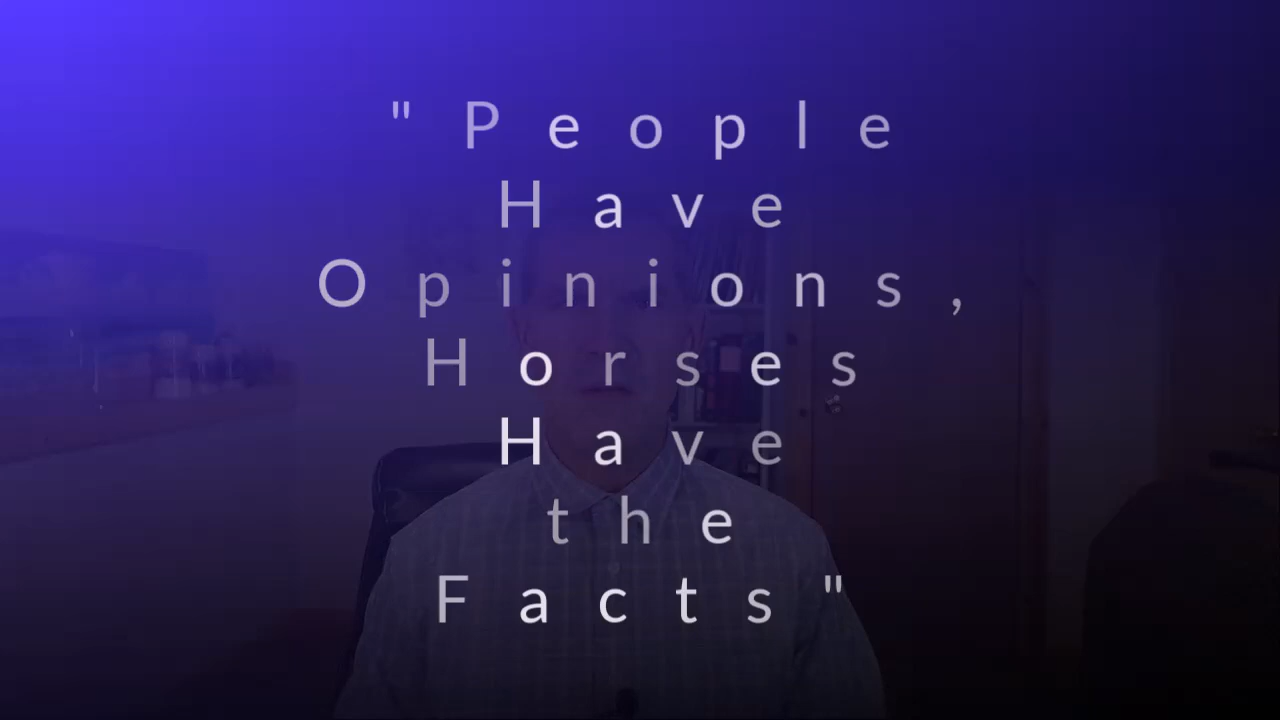 "People
Have
Opinions,
Horses
Have
the
Facts"